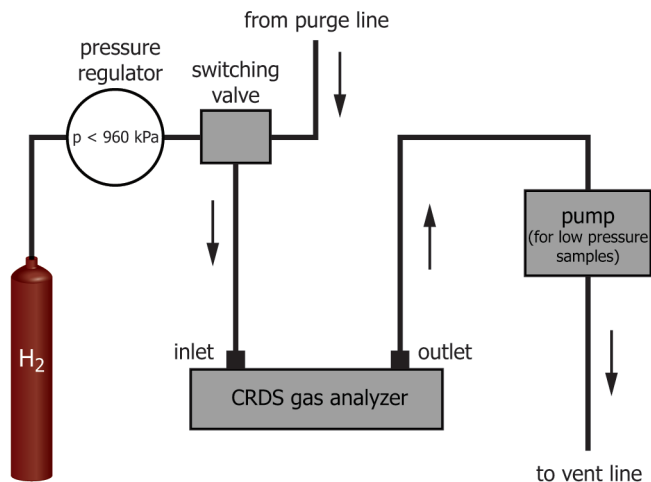 from purge line
pressure
regulator
switching
valve
p < 960 kPa
pump
(for low pressure
samples)
H₂
inlet
outlet
CRDS gas analyzer
to vent line